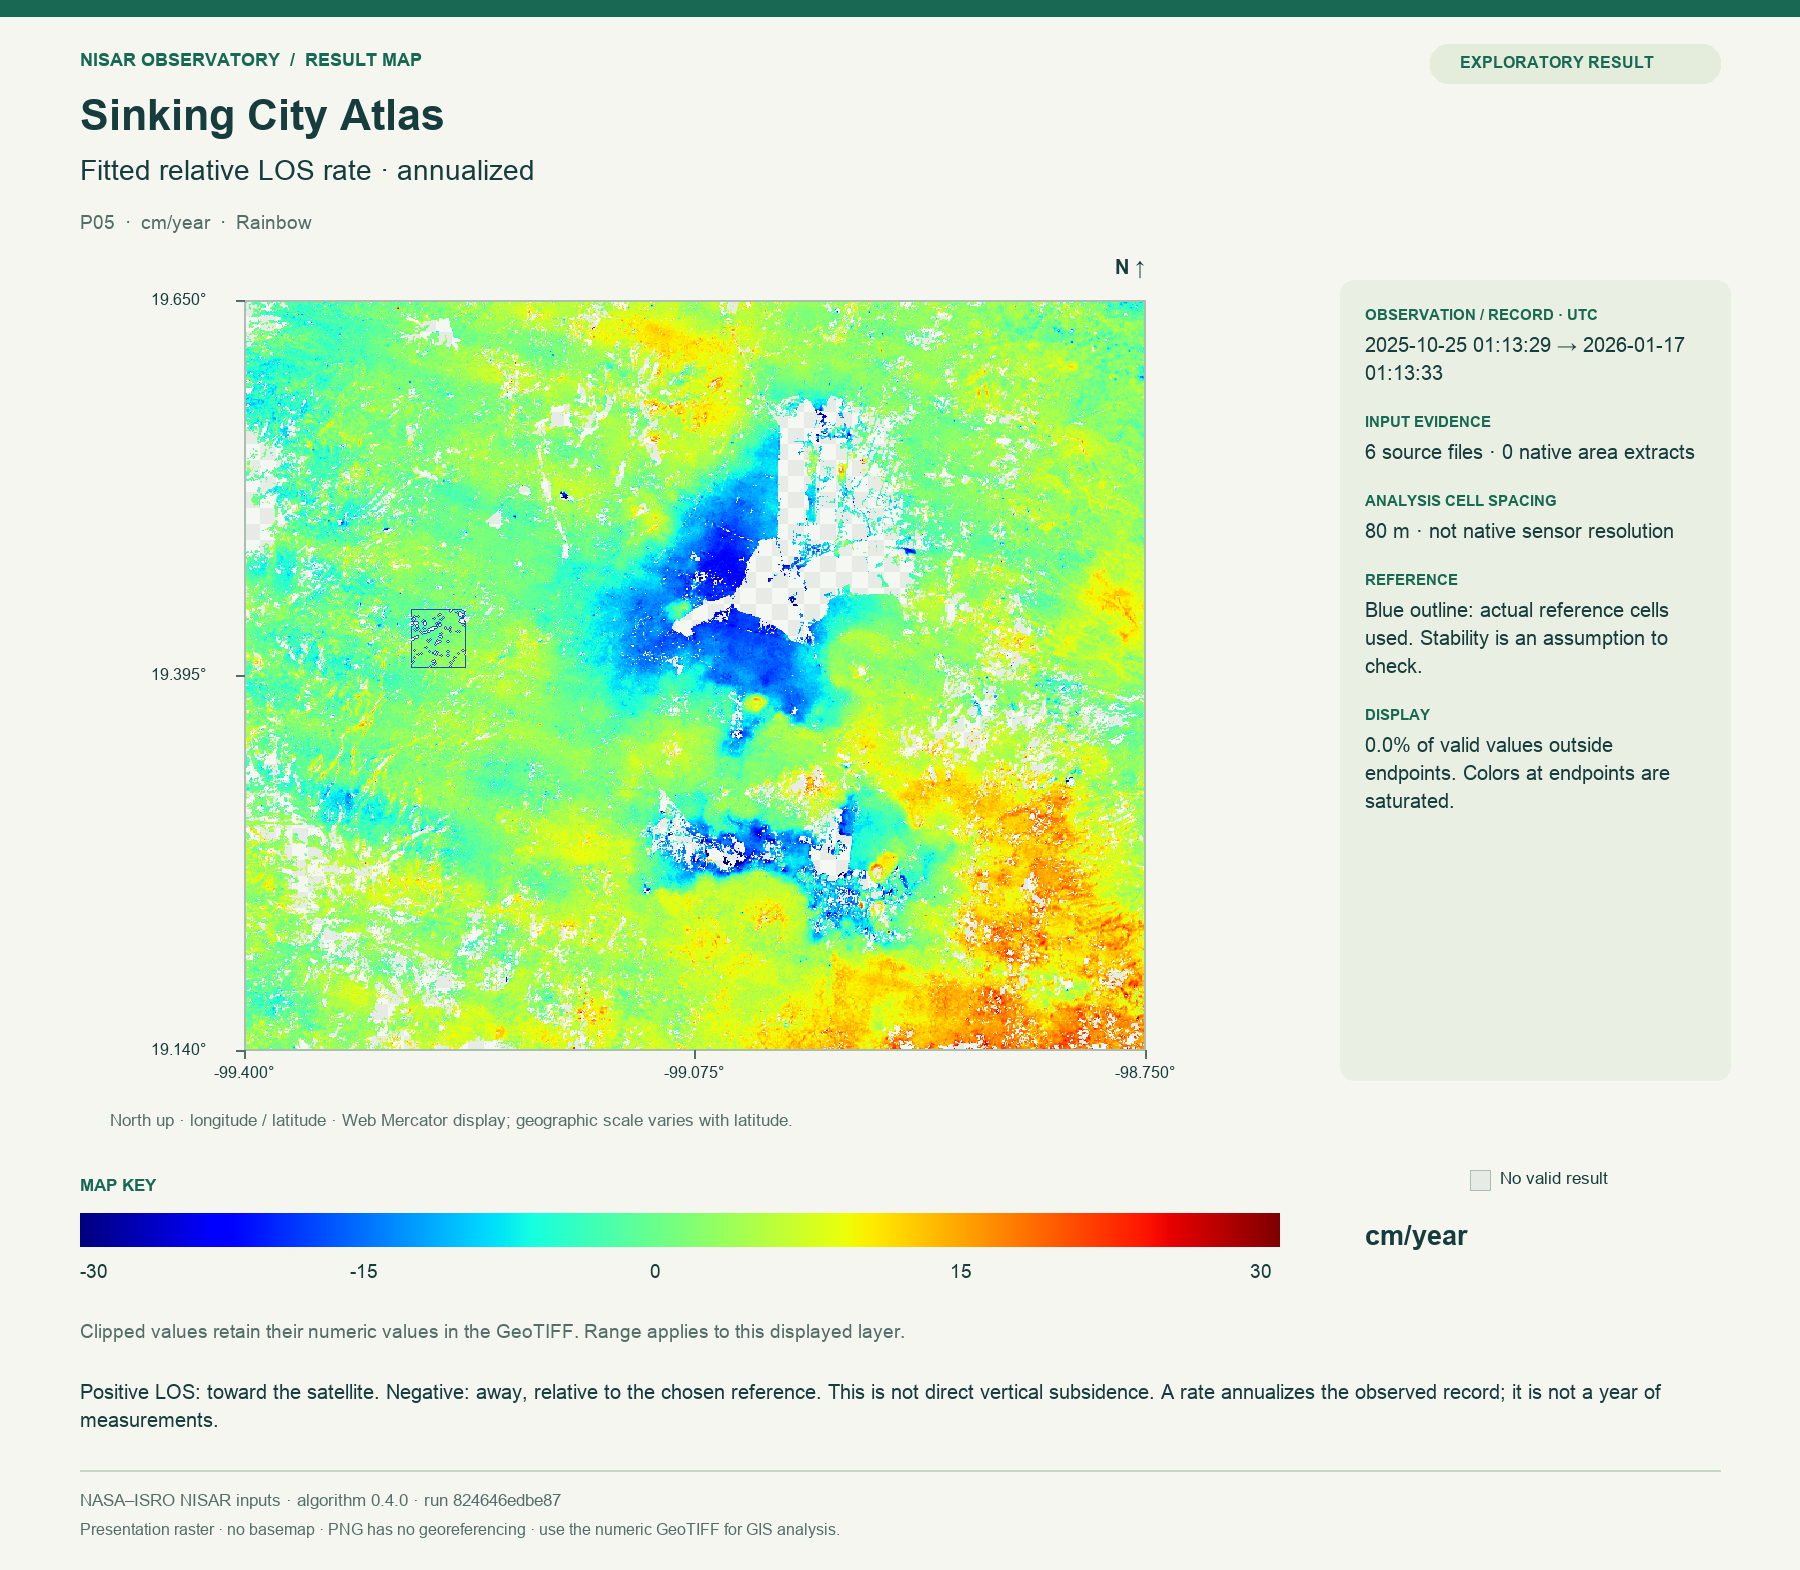 NISAR OBSERVATORY / RESULT MAP
EXPLORATORY RESULT
Sinking City Atlas
Fitted relative LOS rate · annualized
P05 · cm/year · Rainbow
N ↑
19.650°
19.395°
19.140°
-99.400°
-99.075°
-98.750°
North up · longitude / latitude · Web Mercator display; geographic scale varies with latitude.
OBSERVATION / RECORD · UTC
2025-10-25 01:13:29 → 2026-01-17
01:13:33
INPUT EVIDENCE
6 source files · 0 native area extracts
ANALYSIS CELL SPACING
80 m · not native sensor resolution
REFERENCE
Blue outline: actual reference cells
used. Stability is an assumption to
check.
DISPLAY
0.0% of valid values outside
endpoints. Colors at endpoints are
saturated.
MAP KEY
No valid result
cm/year
-30
-15
0
15
30
Clipped values retain their numeric values in the GeoTIFF. Range applies to this displayed layer.
Positive LOS: toward the satellite. Negative: away, relative to the chosen reference. This is not direct vertical subsidence. A rate annualizes the observed record; it is not a year of
measurements.
NASA–ISRO NISAR inputs · algorithm 0.4.0 · run 824646edbe87
Presentation raster · no basemap · PNG has no georeferencing · use the numeric GeoTIFF for GIS analysis.